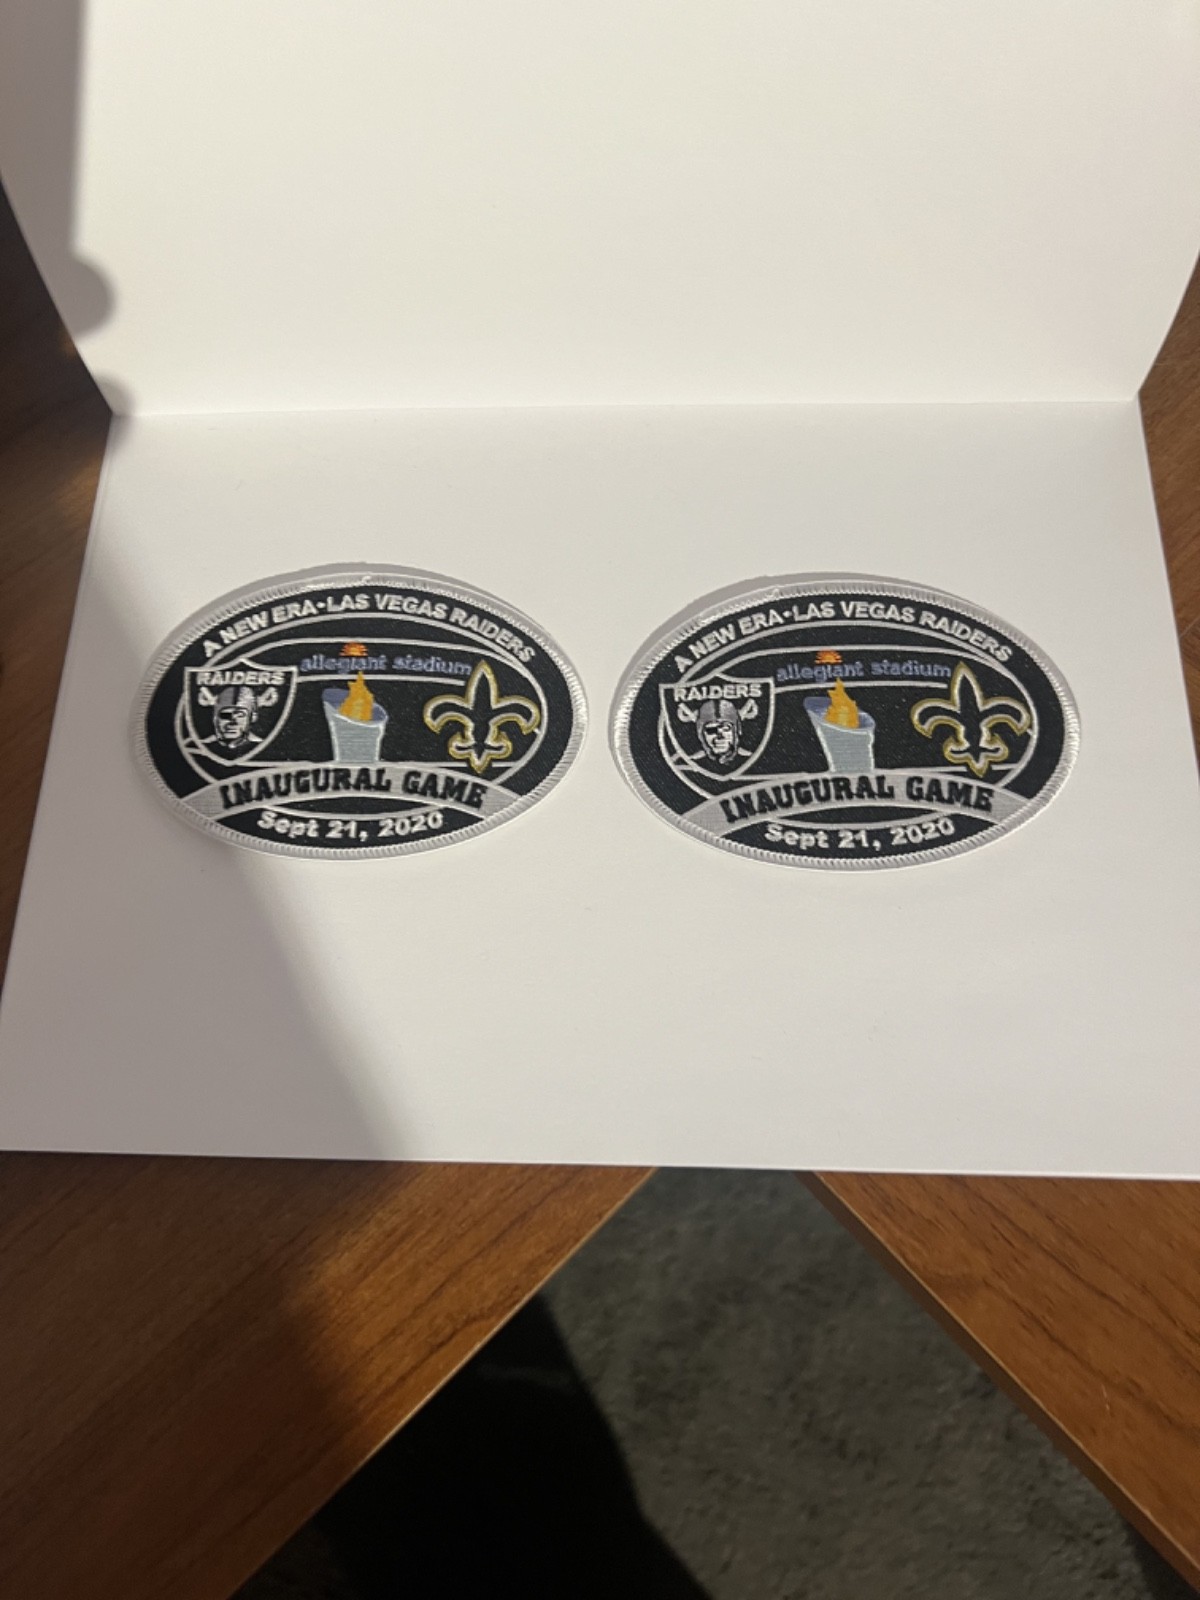 A NEW ERA•LAS VEGAS RAIDERS
allegiant stadium
RAIDERS
INAUGURAL GAME
Sept 21, 2020
A NEW ERA•LAS VEGAS RAIDERS
allegiant stadium
RAIDERS
INAUGURAL GAME
Sept 21, 2020